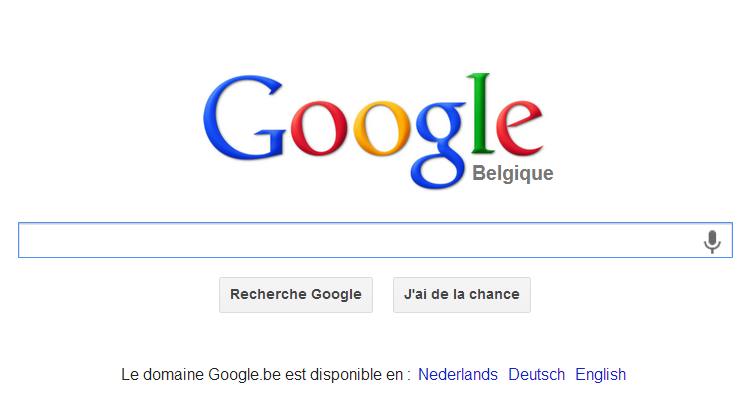 Google
Belgique
Recherche Google J'ai de la chance
Le domaine Google.be est disponible en : Nederlands Deutsch English